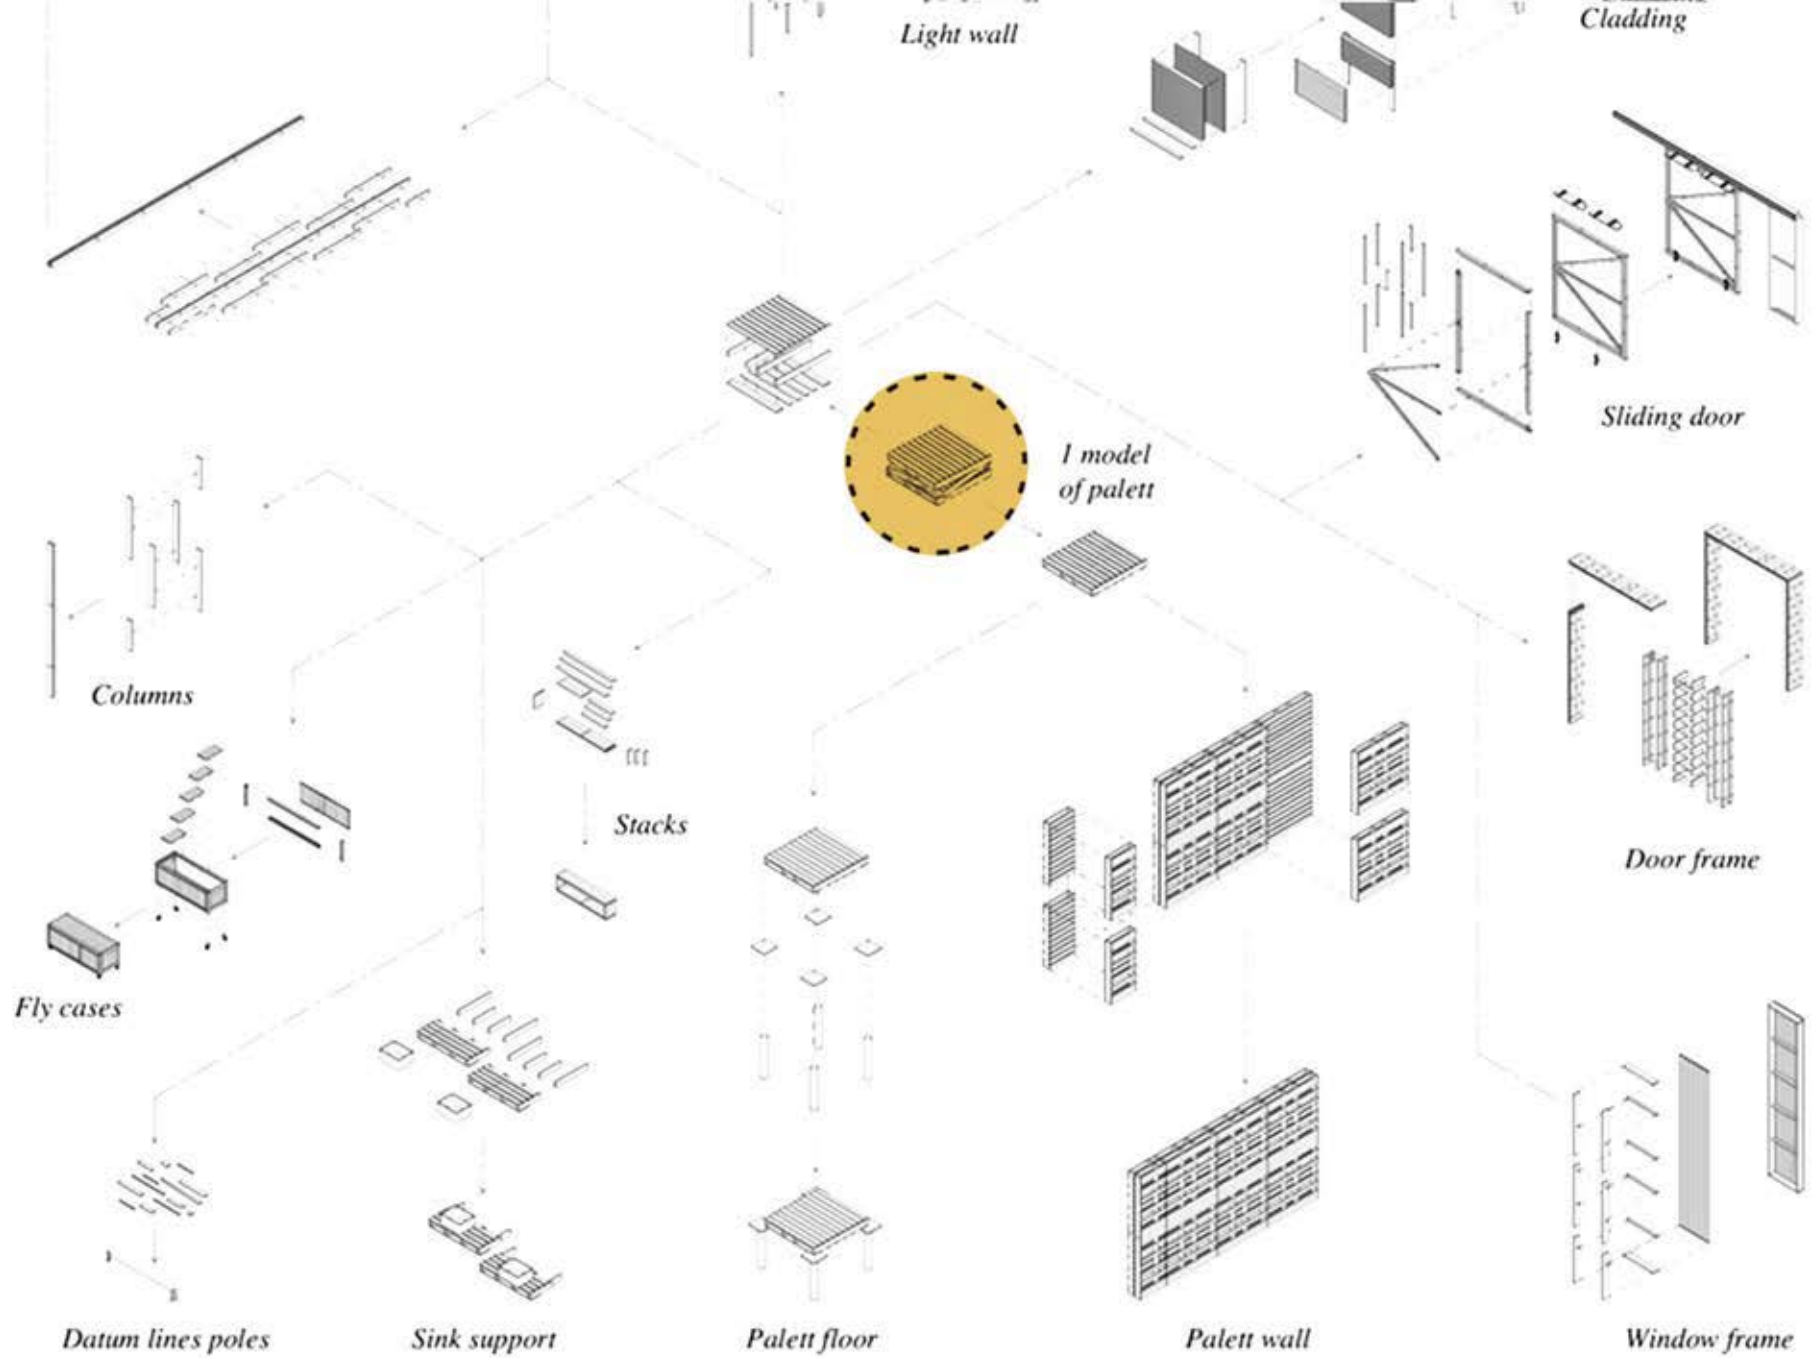 Light wall
Cladding
Sliding door
1 model
of palett
Columns
Stacks
Door frame
Fly cases
Datum lines poles
Sink support
Palett floor
Palett wall
Window frame